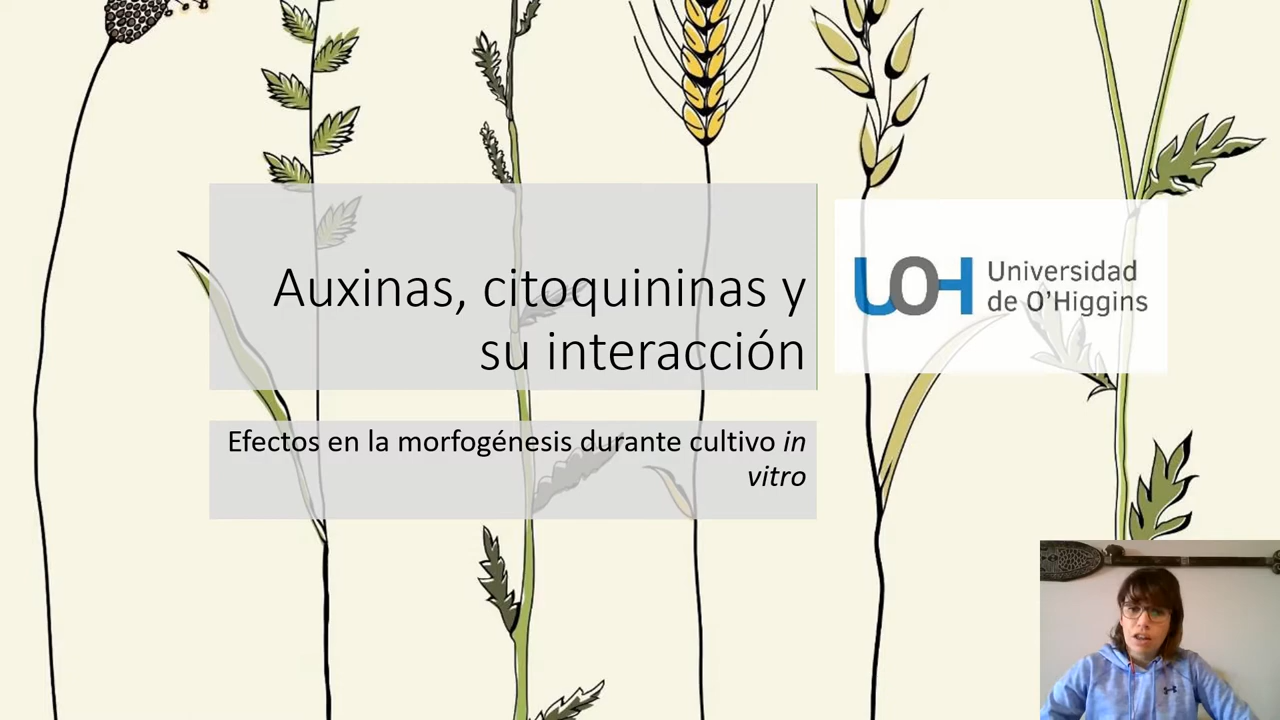 Auxinas, citoquininas y
su interacción
UOH Universidad
de O'Higgins
Efectos en la morfogénesis durante cultivo in
vitro